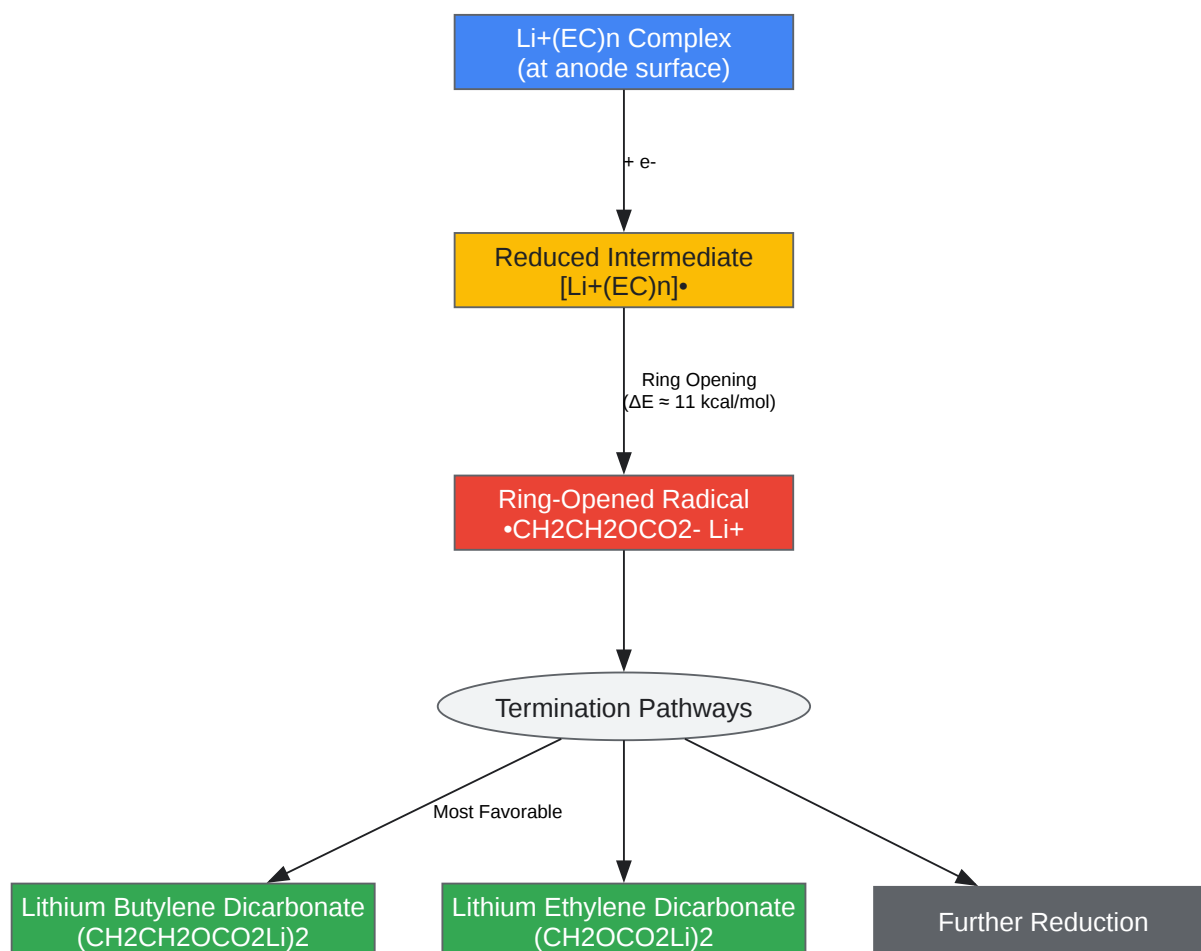 Li+(EC)n Complex
(at anode surface)
+ e-
Reduced Intermediate
[Li+(EC)n]•
Ring Opening
(ΔE ≈ 11 kcal/mol)
Ring-Opened Radical
•CH2CH2OCO2- Li+
Termination Pathways
Most Favorable
Lithium Butylene Dicarbonate
(CH2CH2OCO2Li)2
Lithium Ethylene Dicarbonate
(CH2OCO2Li)2
Further Reduction